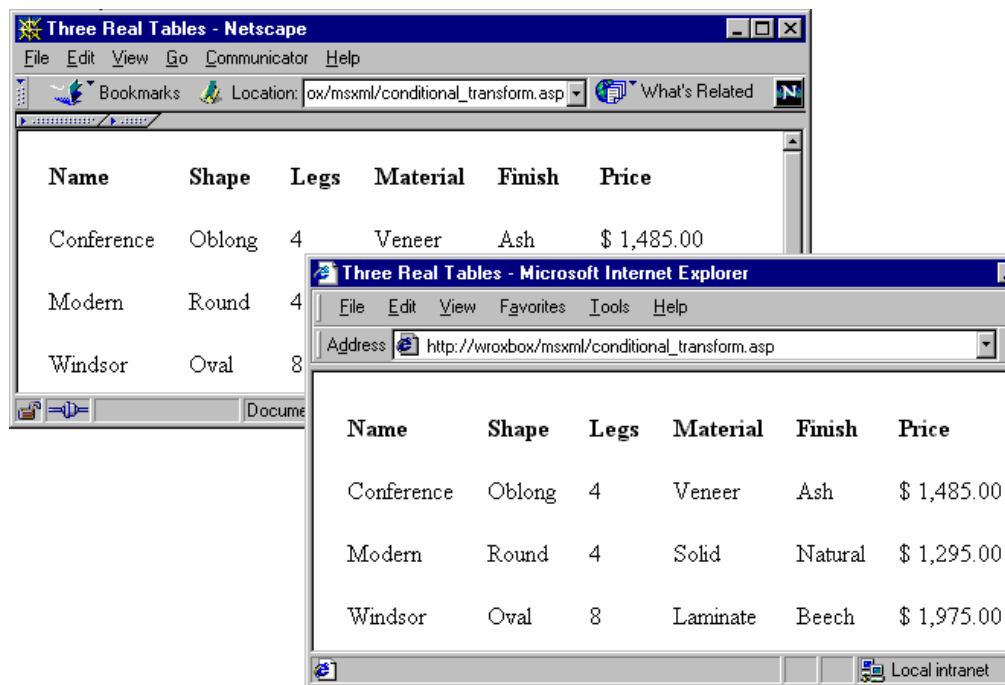 Three Real Tables - Netscape
File Edit View Go Communicator Help
Bookmarks Location: ox/msxml/conditional_transform.asp What's Related N
Name Shape Legs Material Finish Price
Conference Oblong 4 Veneer Ash $ 1,485.00
Modern Round 4
Windsor Oval 8
Docume
Three Real Tables - Microsoft Internet Explorer
File Edit View Favorites Tools Help
Address http://wroxbox/msxml/conditional_transform.asp
Name Shape Legs Material Finish Price
Conference Oblong 4 Veneer Ash $ 1,485.00
Modern Round 4 Solid Natural $ 1,295.00
Windsor Oval 8 Laminate Beech $ 1,975.00
Local intranet